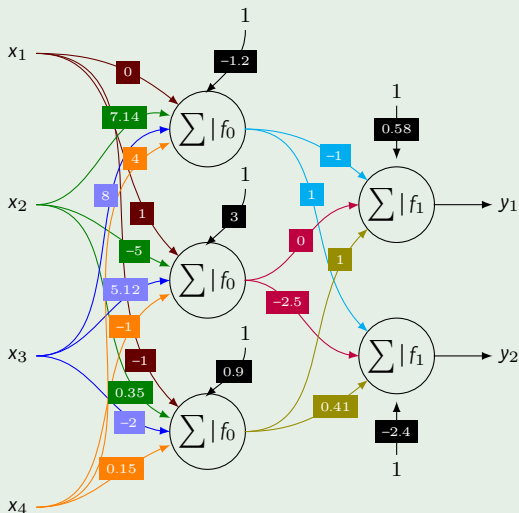 1
x1
-1.2
0
7.14
∑ | f0
1
4
0.58
-1
1
8
1
x2
1
3
∑ | f1
y1
0
-5
1
5.12
∑ | f0
-2.5
-1
1
x3
-1
0.9
∑ | f1
y2
0.35
0.41
-2
∑ | f0
-2.4
0.15
1
x4